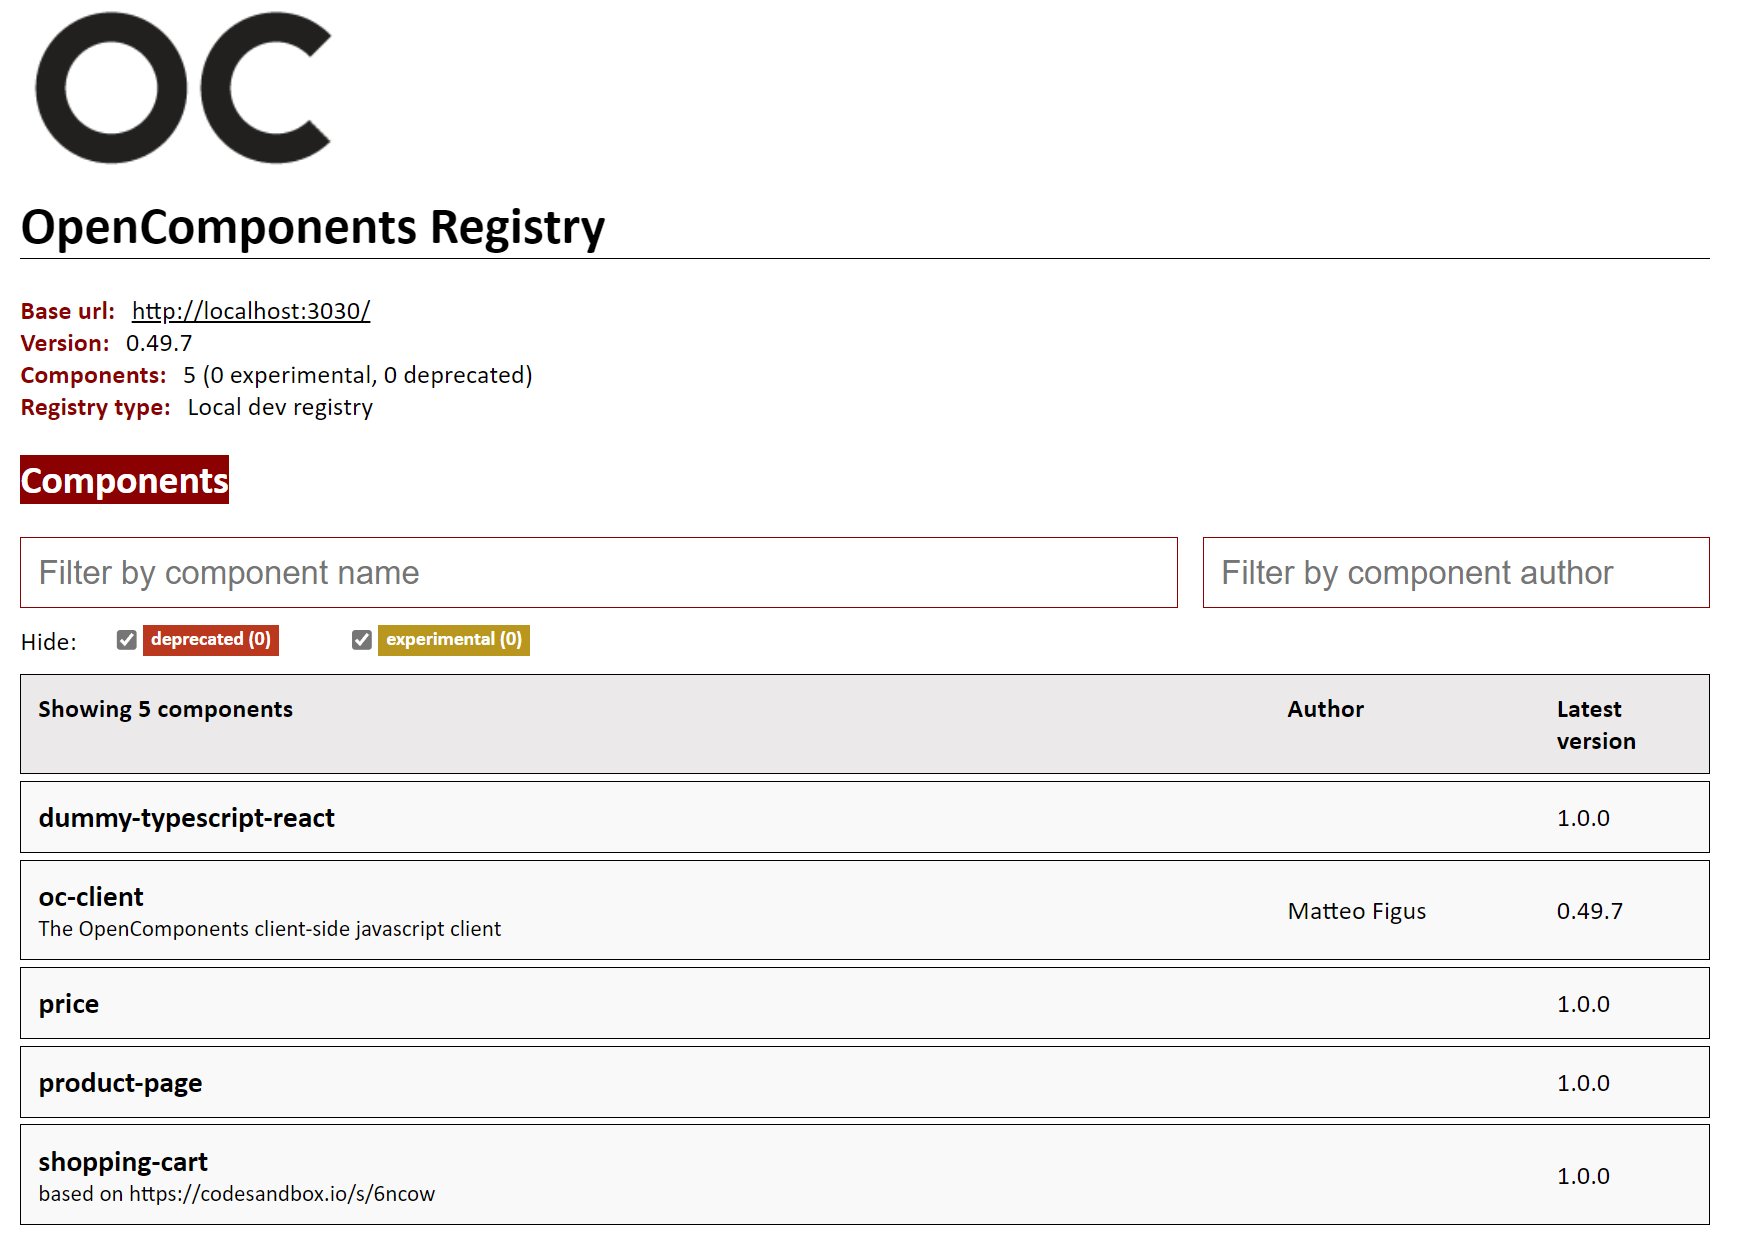 OC
OpenComponents Registry
Base url: http://localhost:3030/
Version: 0.49.7
Components: 5 (0 experimental, 0 deprecated)
Registry type: Local dev registry
Components
Filter by component name
Filter by component author
Hide: deprecated (0) experimental (0)
Showing 5 components
Author
Latest
version
dummy-typescript-react
1.0.0
oc-client
The OpenComponents client-side javascript client
Matteo Figus
0.49.7
price
1.0.0
product-page
1.0.0
shopping-cart
based on https://codesandbox.io/s/6ncow
1.0.0